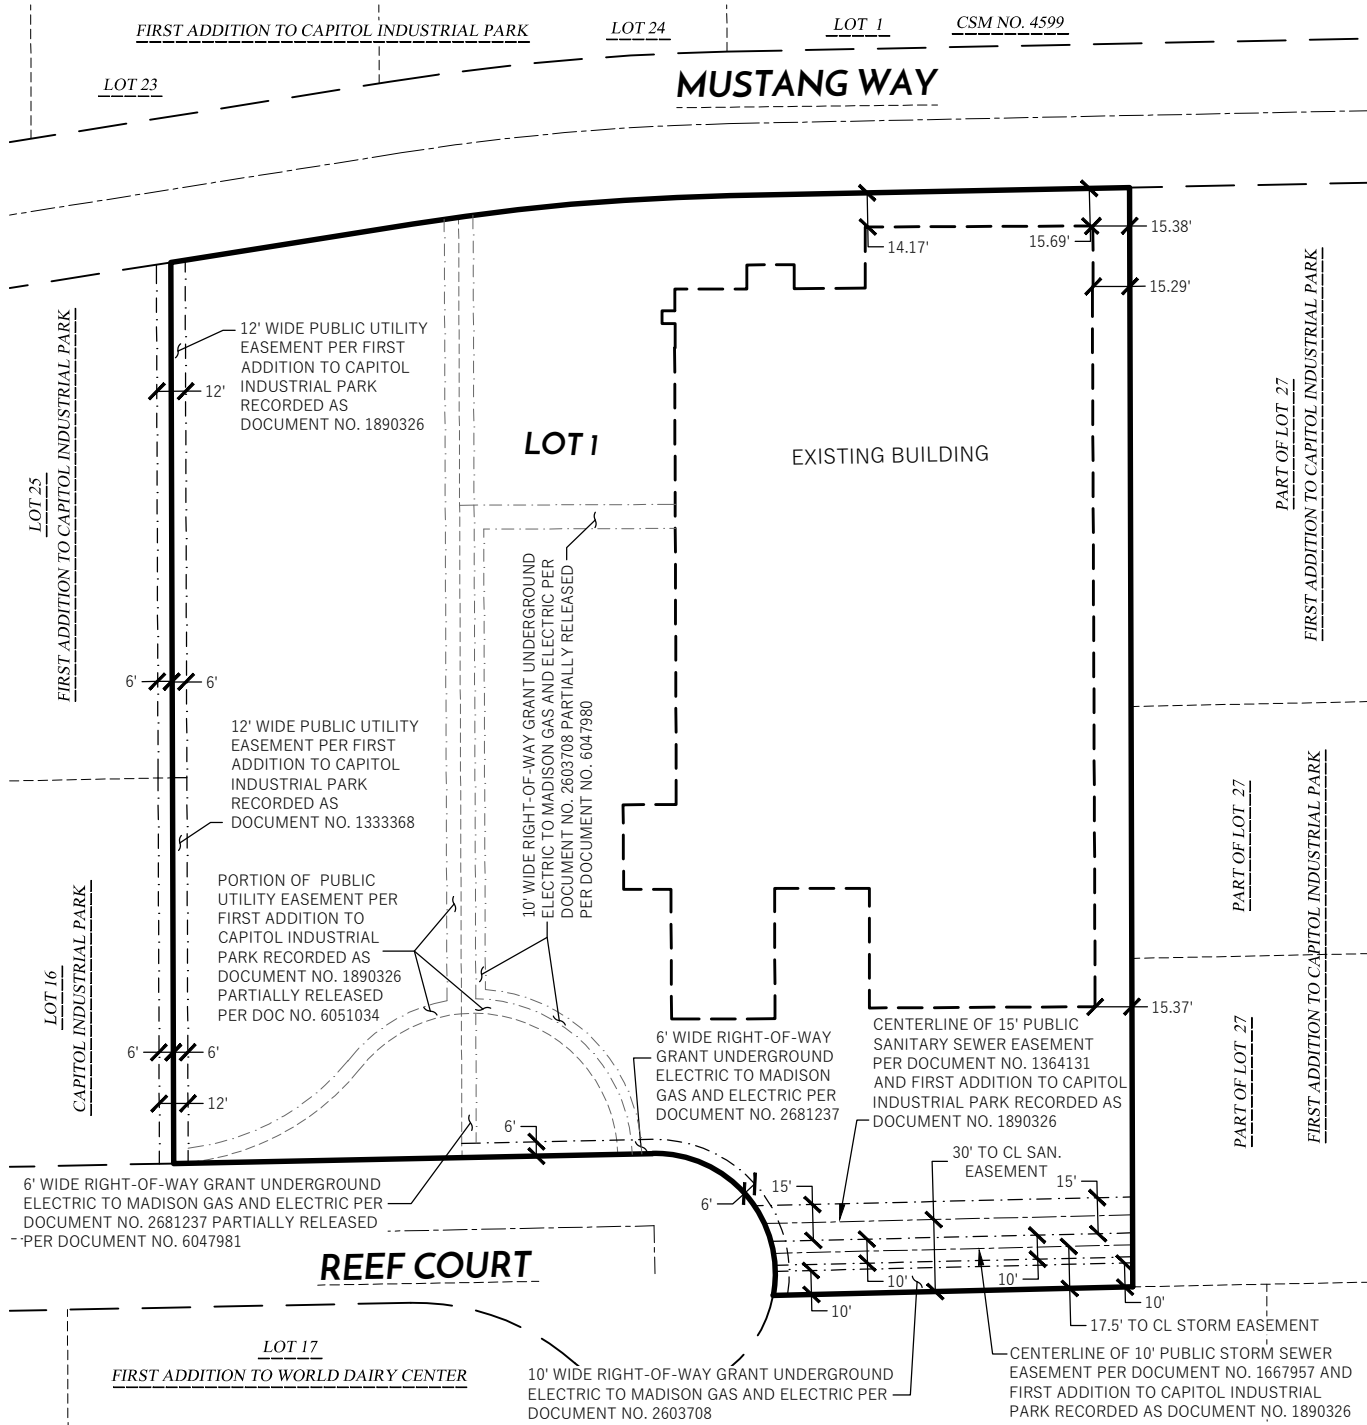 FIRST ADDITION TO CAPITOL INDUSTRIAL PARK
LOT 24
LOT 1
CSM NO. 4599
LOT 23
MUSTANG WAY
14.17'
15.69'
15.38'
15.29'
12' WIDE PUBLIC UTILITY
EASEMENT PER FIRST
ADDITION TO CAPITOL
INDUSTRIAL PARK
RECORDED AS
DOCUMENT NO. 1890326
12'
LOT 25
FIRST ADDITION TO CAPITOL INDUSTRIAL PARK
LOT 1
EXISTING BUILDING
PART OF LOT 27
FIRST ADDITION TO CAPITOL INDUSTRIAL PARK
10' WIDE RIGHT-OF-WAY GRANT UNDERGROUND
ELECTRIC TO MADISON GAS AND ELECTRIC PER
DOCUMENT NO. 2603708 PARTIALLY RELEASED
PER DOCUMENT NO. 6047980
6'
6'
12' WIDE PUBLIC UTILITY
EASEMENT PER FIRST
ADDITION TO CAPITOL
INDUSTRIAL PARK
RECORDED AS
DOCUMENT NO. 1333368
PORTION OF PUBLIC
UTILITY EASEMENT PER
FIRST ADDITION TO
CAPITOL INDUSTRIAL
PARK RECORDED AS
DOCUMENT NO. 1890326
PARTIALLY RELEASED
PER DOC NO. 6051034
LOT 16
CAPITOL INDUSTRIAL PARK
PART OF LOT 27
PART OF LOT 27
FIRST ADDITION TO CAPITOL INDUSTRIAL PARK
15.37'
6'
6'
12'
6' WIDE RIGHT-OF-WAY
GRANT UNDERGROUND
ELECTRIC TO MADISON
GAS AND ELECTRIC PER
DOCUMENT NO. 2681237
CENTERLINE OF 15' PUBLIC
SANITARY SEWER EASEMENT
PER DOCUMENT NO. 1364131
AND FIRST ADDITION TO CAPITOL
INDUSTRIAL PARK RECORDED AS
DOCUMENT NO. 1890326
6'
30' TO CL SAN.
EASEMENT
15'
15'
6'
6' WIDE RIGHT-OF-WAY GRANT UNDERGROUND
ELECTRIC TO MADISON GAS AND ELECTRIC PER
DOCUMENT NO. 2681237 PARTIALLY RELEASED
PER DOCUMENT NO. 6047981
REEF COURT
10'
10'
10'
10'
17.5' TO CL STORM EASEMENT
LOT 17
FIRST ADDITION TO WORLD DAIRY CENTER
10' WIDE RIGHT-OF-WAY GRANT UNDERGROUND
ELECTRIC TO MADISON GAS AND ELECTRIC PER
DOCUMENT NO. 2603708
CENTERLINE OF 10' PUBLIC STORM SEWER
EASEMENT PER DOCUMENT NO. 1667957 AND
FIRST ADDITION TO CAPITOL INDUSTRIAL
PARK RECORDED AS DOCUMENT NO. 1890326